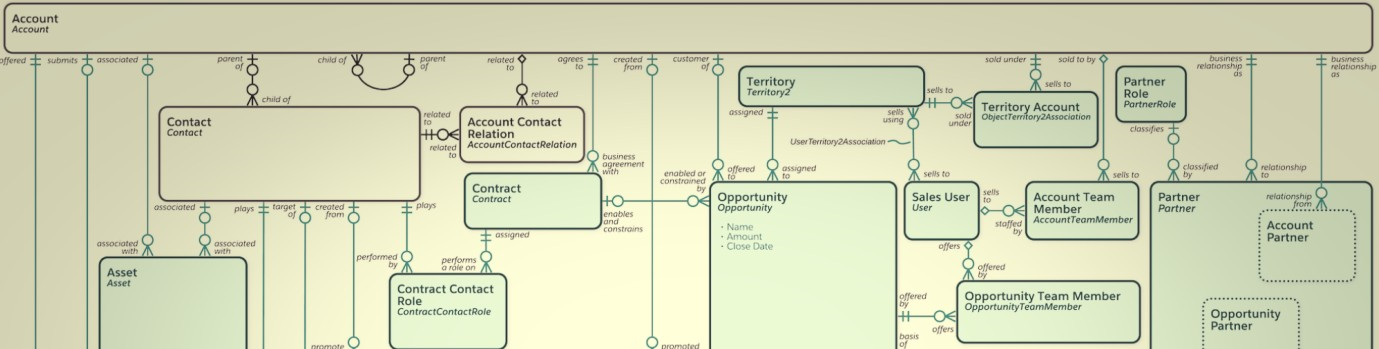 Account
Account
offered
submits
associated
parent
of
child of
child of
parent
of
related
to
related
to
agrees
to
created
from
customer
of
sold under
sells to
sold to by
business
relationship
as
business
relationship
as
Territory
Territory2
sells to
sold
under
Territory Account
ObjectTerritory2Association
Partner
Role
PartnerRole
Contact
Contact
related
to
related
to
Account Contact
Relation
AccountContactRelation
assigned
sells
using
UserTerritory2Association
classifies
business
agreement
with
enabled or
constrained
by
offered
to
assigned
to
sells to
sells to
classified
by
relationship
to
Contract
Contract
enables
and
constrains
Opportunity
Opportunity
• Name
• Amount
• Close Date
Sales User
User
sells
to
staffed
by
Account Team
Member
AccountTeamMember
Partner
Partner
relationship
from
Account
Partner
associated
plays
target
of
created
from
plays
assigned
associated
with
associated
with
performed
by
performs
a role on
offers
offered
by
Asset
Asset
Contract Contact
Role
ContractContactRole
offered
by
offers
basis
of
Opportunity Team Member
OpportunityTeamMember
Opportunity
Partner
promote
promoted